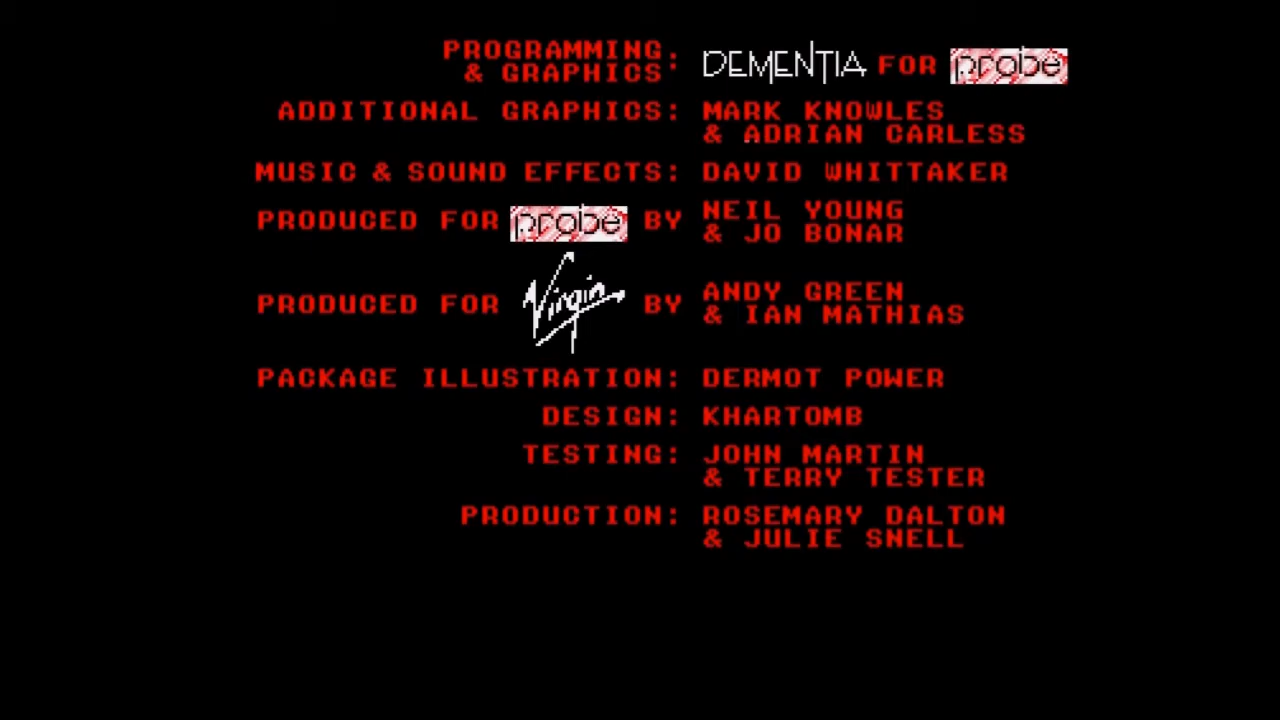 PROGRAMMING: DEMENTIA FOR probe
& GRAPHICS
ADDITIONAL GRAPHICS: MARK KNOWLES
& ADRIAN CARLESS
MUSIC & SOUND EFFECTS: DAVID WHITTAKER
PRODUCED FOR probe BY NEIL YOUNG
& JO BONAR
PRODUCED FOR Virgin BY ANDY GREEN
& IAN MATHIAS
PACKAGE ILLUSTRATION: DERMOT POWER
DESIGN: KHARTOMB
TESTING: JOHN MARTIN
& TERRY TESTER
PRODUCTION: ROSEMARY DALTON
& JULIE SNELL